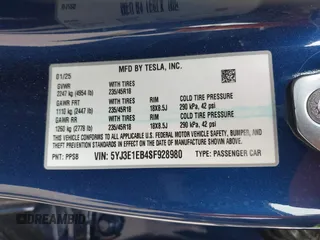 MFD BY TESLA, INC.
01/25
GVWR WITH TIRES RIM COLD TIRE PRESSURE
2247 kg (4954 lb) 235/45R18
GAWR FRT WITH TIRES RIM COLD TIRE PRESSURE
1110 kg (2447 lb) 235/45R18 18X8.5J 290 kPa, 42 psi
GAWR RR WITH TIRES RIM COLD TIRE PRESSURE
1260 kg (2778 lb) 235/45R18 18X8.5J 290 kPa, 42 psi
THIS VEHICLE CONFORMS TO ALL APPLICABLE U.S. FEDERAL MOTOR VEHICLE SAFETY, BUMPER, AND
THEFT PREVENTION STANDARDS IN EFFECT ON THE DATE OF MANUFACTURE SHOWN ABOVE.
PNT: PPSB VIN: 5YJ3E1EB4SF928980 TYPE: PASSENGER CAR
DREAMBID